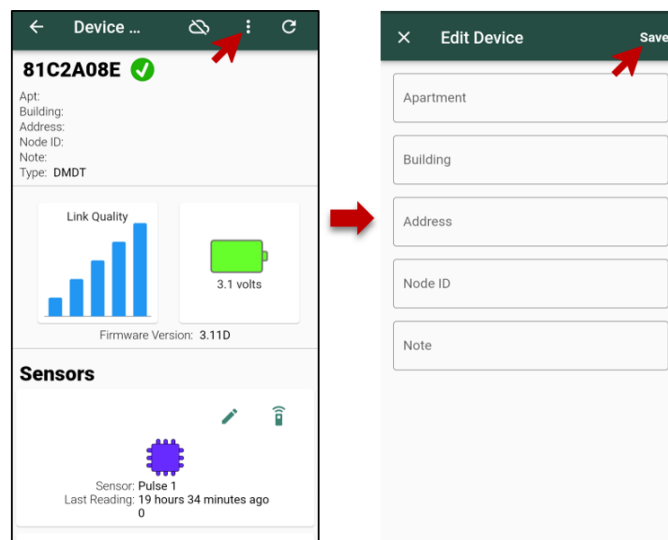 Device ...
81C2A08E
Apt:
Building:
Address:
Node ID:
Note:
Type: DMDT
Link Quality
3.1 volts
Firmware Version: 3.11D
Sensors
Sensor: Pulse 1
Last Reading: 19 hours 34 minutes ago
0
Edit Device
Save
Apartment
Building
Address
Node ID
Note